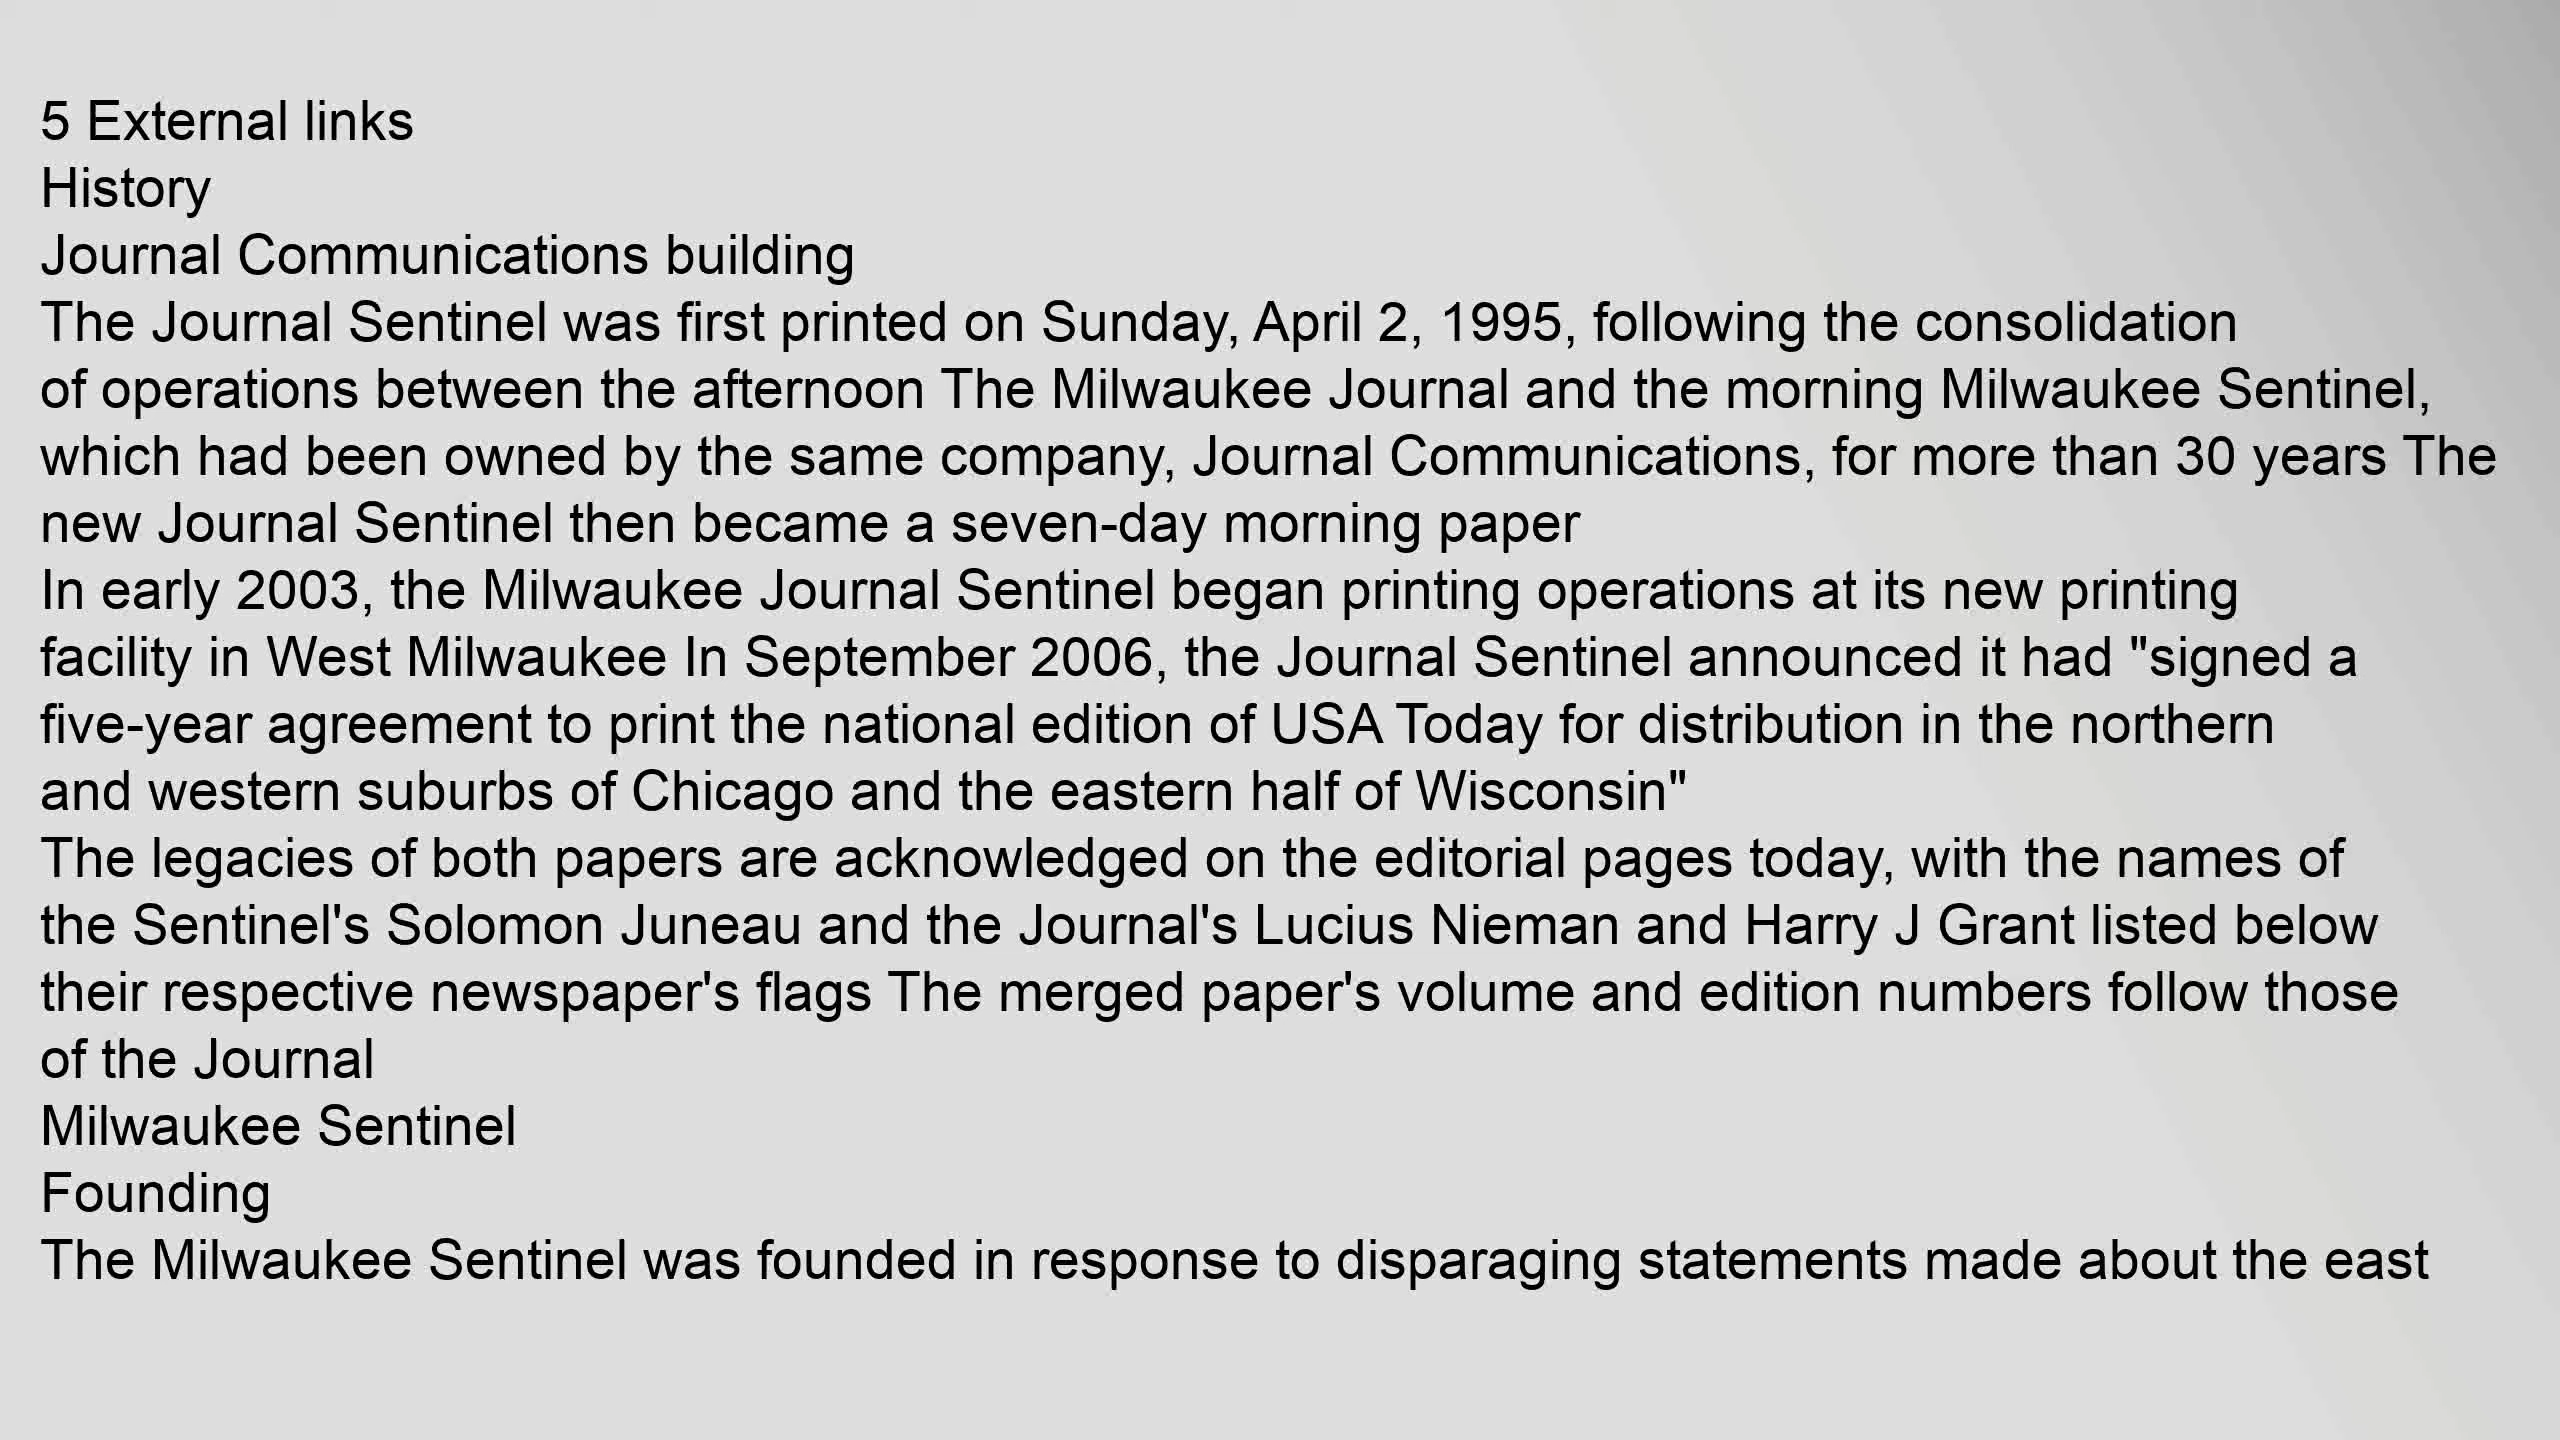 5 External links
History
Journal Communications building
The Journal Sentinel was first printed on Sunday, April 2, 1995, following the consolidation
of operations between the afternoon The Milwaukee Journal and the morning Milwaukee Sentinel,
which had been owned by the same company, Journal Communications, for more than 30 years The
new Journal Sentinel then became a seven-day morning paper
In early 2003, the Milwaukee Journal Sentinel began printing operations at its new printing
facility in West Milwaukee In September 2006, the Journal Sentinel announced it had "signed a
five-year agreement to print the national edition of USA Today for distribution in the northern
and western suburbs of Chicago and the eastern half of Wisconsin"
The legacies of both papers are acknowledged on the editorial pages today, with the names of
the Sentinel's Solomon Juneau and the Journal's Lucius Nieman and Harry J Grant listed below
their respective newspaper's flags The merged paper's volume and edition numbers follow those
of the Journal
Milwaukee Sentinel
Founding
The Milwaukee Sentinel was founded in response to disparaging statements made about the east